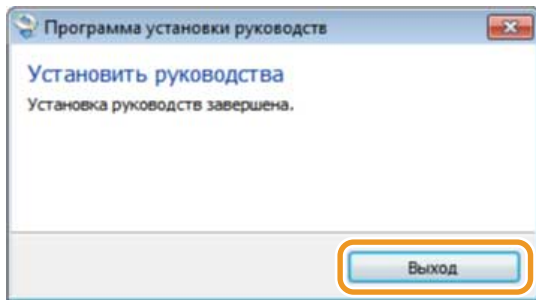 Программа установки руководств
Установить руководства
Установка руководств завершена.
Выход